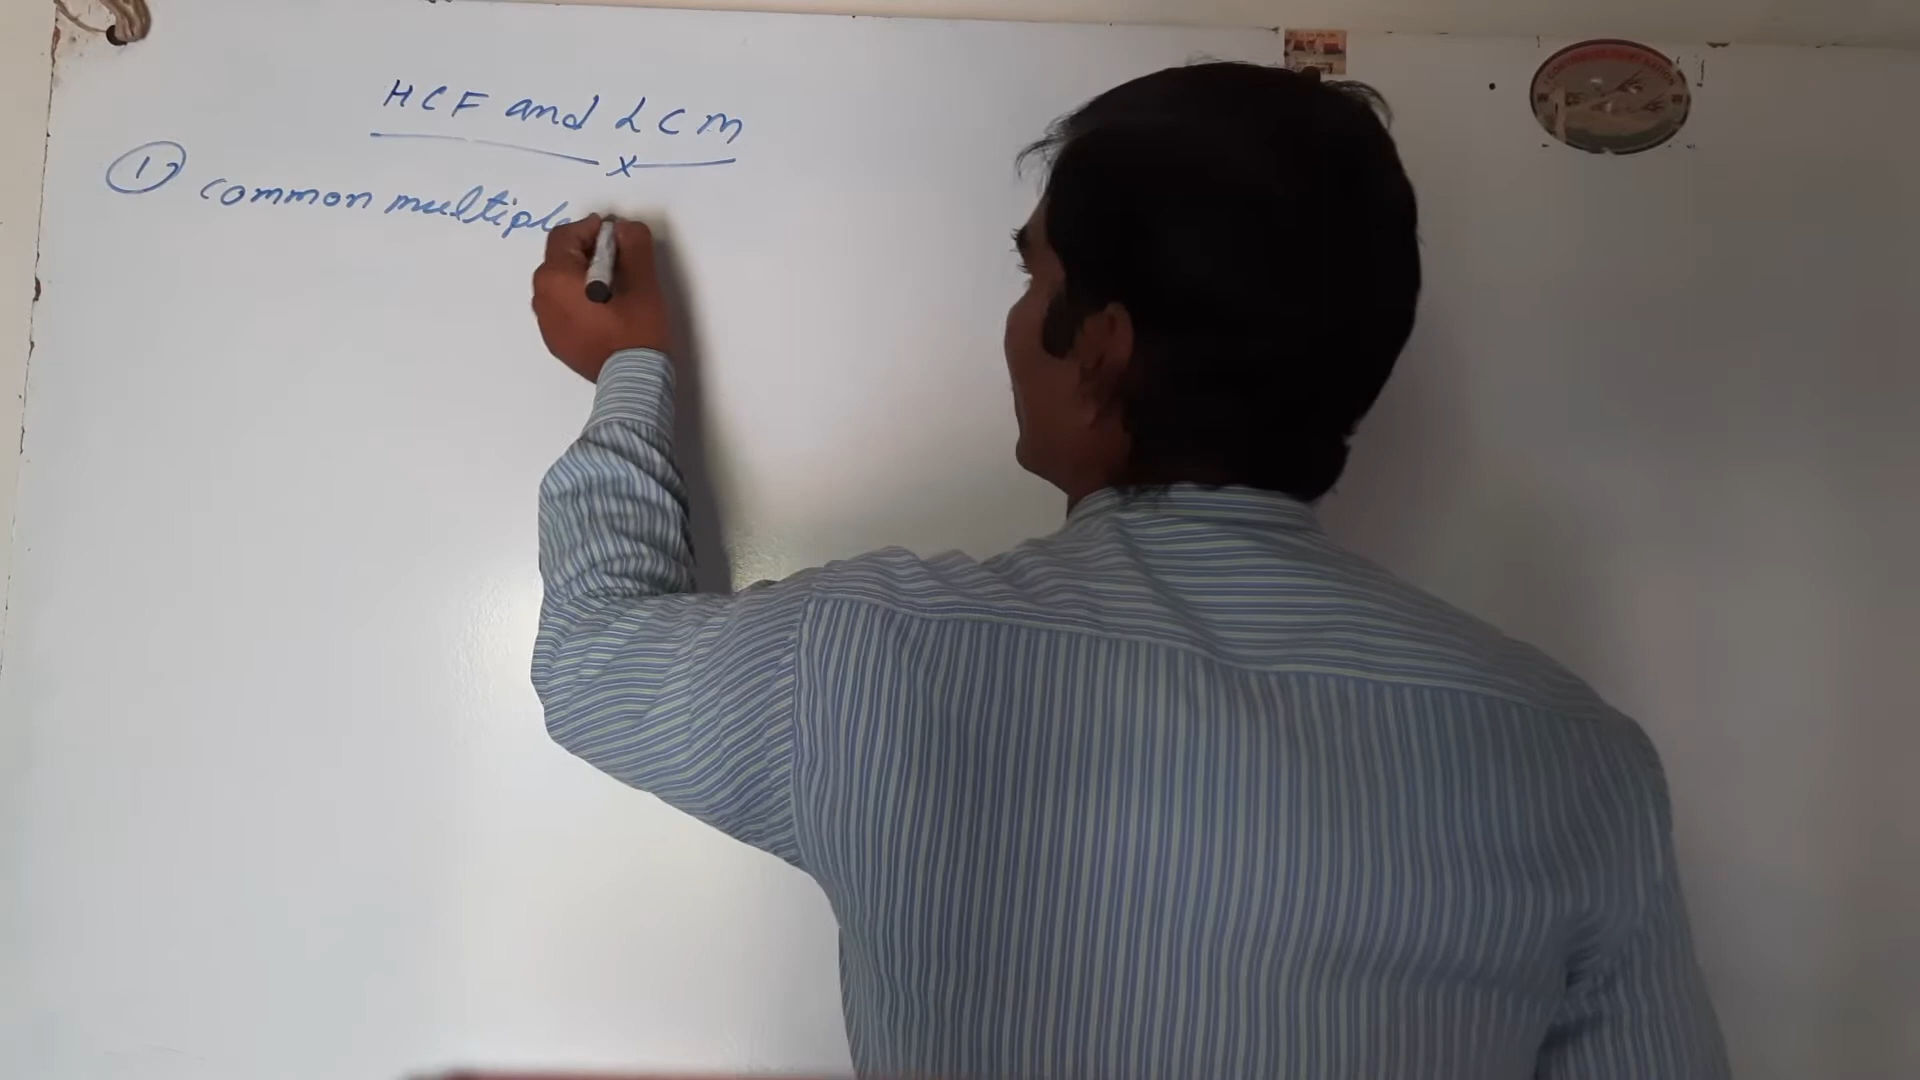 HCF and LCM
x
① common multiple